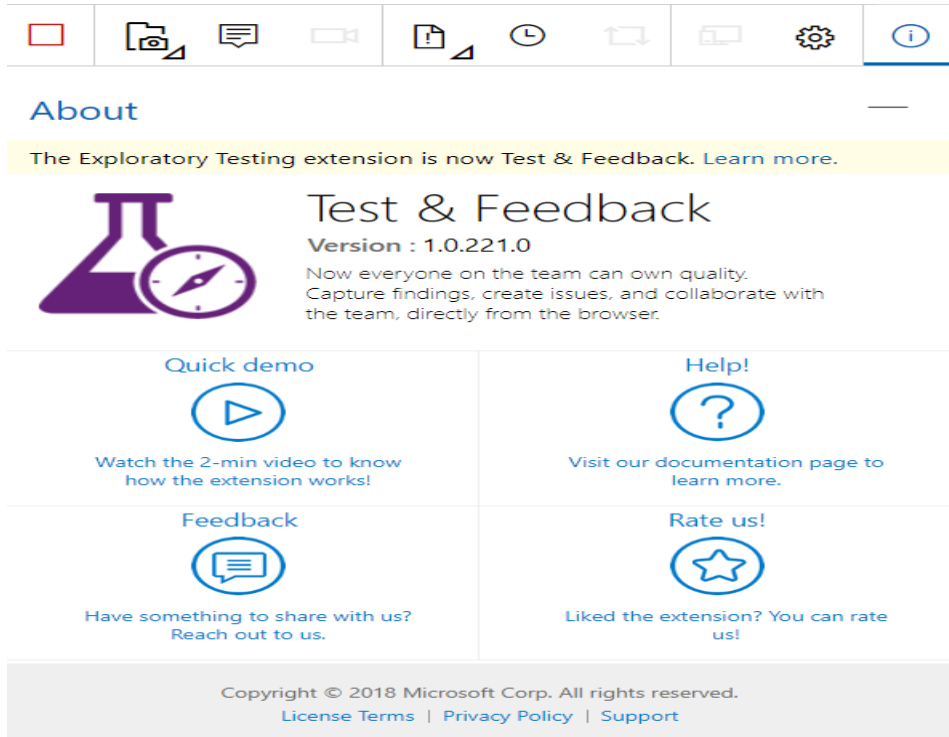 About
The Exploratory Testing extension is now Test & Feedback. Learn more.
Test & Feedback
Version : 1.0.221.0
Now everyone on the team can own quality.
Capture findings, create issues, and collaborate with
the team, directly from the browser.
Quick demo
Watch the 2-min video to know
how the extension works!
Help!
Visit our documentation page to
learn more.
Feedback
Have something to share with us?
Reach out to us.
Rate us!
Liked the extension? You can rate
us!
Copyright © 2018 Microsoft Corp. All rights reserved.
License Terms | Privacy Policy | Support